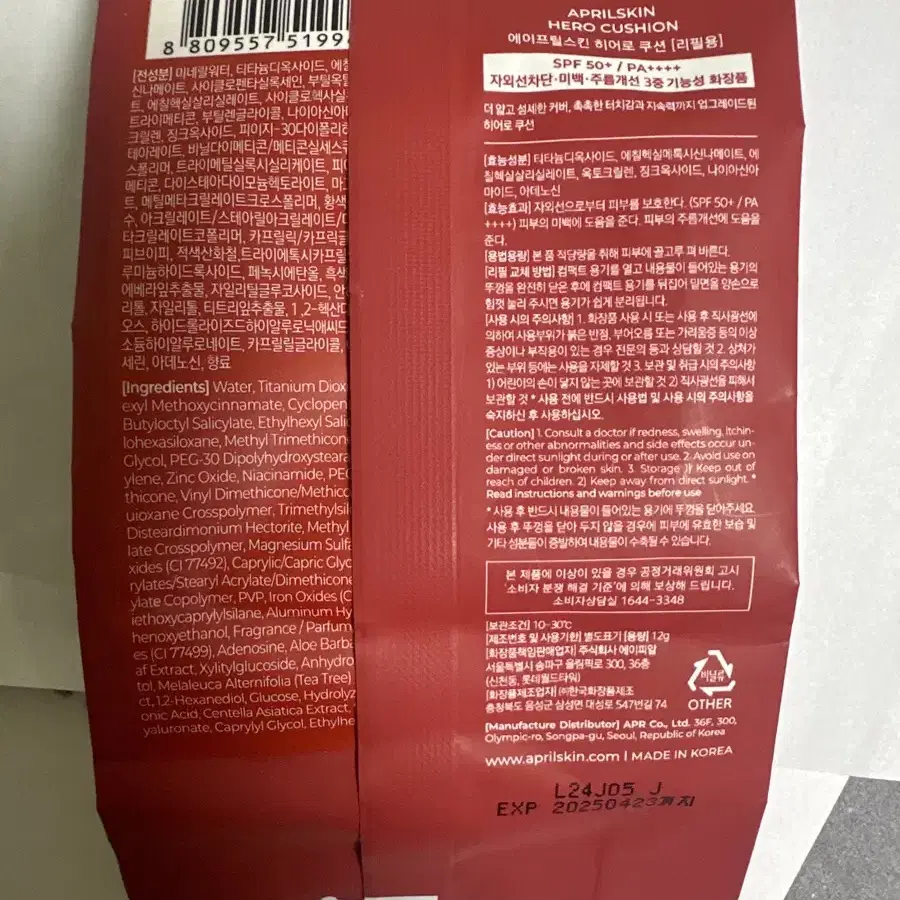 8 809557 5199
[전성분] 미네랄워터, 티타늄디옥사이드, 에칠
신나메이트, 사이클로펜타실록세인, 부틸옥틸
트, 에칠헥실살리실레이트, 사이클로헥사실
트라이메티콘, 부틸렌글라이콜, 나이아신아
크릴렌, 징크옥사이드, 피이지-30다이폴리하
테아레이트, 비닐다이메티콘/메티콘실세스
스폴리머, 트라이메틸실록시실리케이트, 피이
메티콘, 다이스테아다이모늄헥토라이트, 마그
트, 메틸메타크릴레이트크로스폴리머, 황색
수, 아크릴레이트/스테아릴아크릴레이트/다
타크릴레이트코폴리머, 카프릴릭/카프릭글
피브이피, 적색산화철,트라이에톡시카프릴
루미늄하이드록사이드, 페녹시에탄올, 흑색
에베라잎추출물, 자일리틸글루코사이드, 안
리톨, 자일리톨, 티트리잎추출물, 1,2-헥산다
오스, 하이드롤라이즈드하이알루로닉애씨드
소듐하이알루로네이트, 카프릴릴글라이콜,
세린, 아데노신, 향료
[Ingredients] Water, Titanium Diox
exyl Methoxycinnamate, Cyclopen
Butyloctyl Salicylate, Ethylhexyl Sali
lohexasiloxane, Methyl Trimethicon
Glycol, PEG-30 Dipolyhydroxysteara
ylene, Zinc Oxide, Niacinamide, PEG
thicone, Vinyl Dimethicone/Methico
uioxane Crosspolymer, Trimethylsil
Disteardimonium Hectorite, Methyl
late Crosspolymer, Magnesium Sulfa
xides (CI 77492), Caprylic/Capric Glyc
rylates/Stearyl Acrylate/Dimethicone
ylate Copolymer, PVP, Iron Oxides (C
iethoxycaprylylsilane, Aluminum Hy
henoxyethanol, Fragrance / Parfum
es (CI 77499), Adenosine, Aloe Barba
af Extract, Xylitylglucoside, Anhydro
tol, Melaleuca Alternifolia (Tea Tree)
ct, 1,2-Hexanediol, Glucose, Hydrolyz
onic Acid, Centella Asiatica Extract,
yaluronate, Caprylyl Glycol, Ethylhe
APRILSKIN
HERO CUSHION
에이프릴스킨 히어로 쿠션 [리필용]
SPF 50+ / PA++++
자외선차단·미백·주름개선 3중 기능성 화장품
더 얇고 섬세한 커버, 촉촉한 터치감과 지속력까지 업그레이드된
히어로 쿠션
[효능성분] 티타늄디옥사이드, 에칠헥실메톡시신나메이트, 에
칠헥실살리실레이트, 옥토크릴렌, 징크옥사이드, 나이아신아
마이드, 아데노신
[효능효과] 자외선으로부터 피부를 보호한다. (SPF 50+ / PA
++++) 피부의 미백에 도움을 준다. 피부의 주름개선에 도움을
준다.
[용법용량] 본 품 적당량을 취해 피부에 골고루 펴 바른다.
[리필 교체 방법] 컴팩트 용기를 열고 내용물이 들어있는 용기의
뚜껑을 완전히 닫은 후에 컴팩트 용기를 뒤집어 밑면을 양손으로
힘껏 눌러 주시면 용기가 쉽게 분리됩니다.
[사용 시의 주의사항] 1. 화장품 사용 시 또는 사용 후 직사광선에
의하여 사용부위가 붉은 반점, 부어오름 또는 가려움증 등의 이상
증상이나 부작용이 있는 경우 전문의 등과 상담할 것 2. 상처가
있는 부위 등에는 사용을 자제할 것 3. 보관 및 취급 시의 주의사항
1) 어린이의 손이 닿지 않는 곳에 보관할 것 2) 직사광선을 피해서
보관할 것 * 사용 전에 반드시 사용법 및 사용 시의 주의사항을
숙지하신 후 사용하십시오.
[Caution] 1. Consult a doctor if redness, swelling, itchin-
ess or other abnormalities and side effects occur un-
der direct sunlight during or after use. 2. Avoid use on
damaged or broken skin. 3. Storage 1) Keep out of
reach of children. 2) Keep away from direct sunlight. *
Read instructions and warnings before use
* 사용 후 반드시 내용물이 들어있는 용기에 뚜껑을 닫아주세요.
사용 후 뚜껑을 닫아 두지 않을 경우에 피부에 유효한 보습 및
기타 성분들이 증발하여 내용물이 수축될 수 있습니다.
본 제품에 이상이 있을 경우 공정거래위원회 고시
'소비자 분쟁 해결 기준'에 의해 보상해 드립니다.
소비자상담실 1644-3348
[보관조건] 10~30℃
[제조번호 및 사용기한] 별도표기 [용량] 12g
[화장품책임판매업자] 주식회사 에이피알
서울특별시 송파구 올림픽로 300, 36층
(신천동, 롯데월드타워)
[화장품제조업자] ㈜한국화장품제조
충청북도 음성군 삼성면 대성로 547번길 74
비닐류
OTHER
[Manufacture Distributor] APR Co., Ltd. 36F, 300,
Olympic-ro, Songpa-gu, Seoul, Republic of Korea
www.aprilskin.com | MADE IN KOREA
L24J05 J
EXP 20250423까지